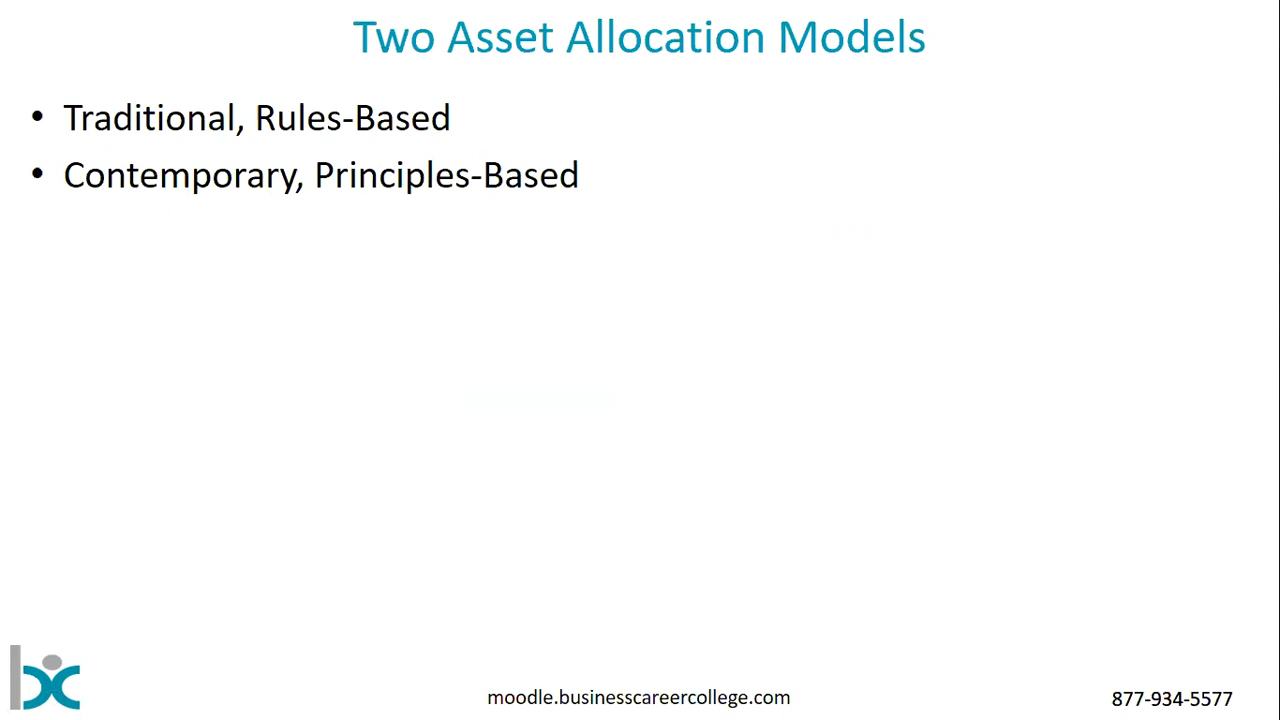 Two Asset Allocation Models
• Traditional, Rules-Based
• Contemporary, Principles-Based
moodle.businesscareercollege.com
877-934-5577